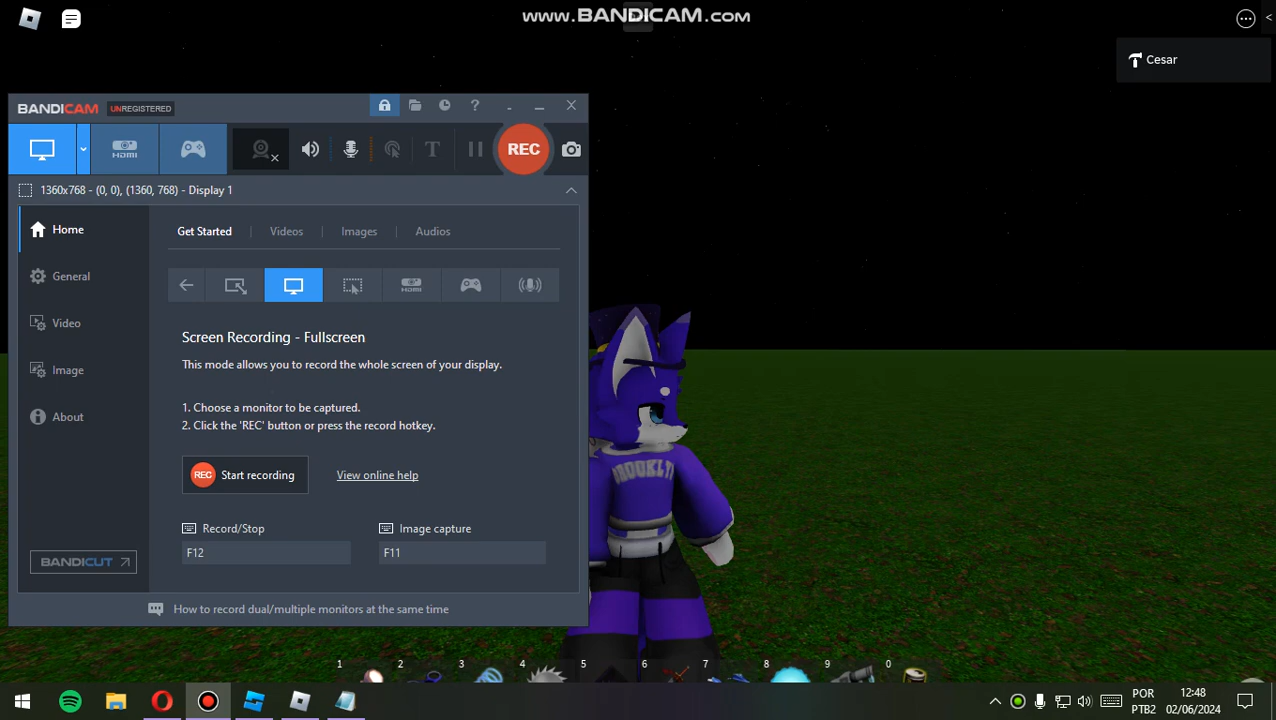 www.BANDICAM.com
Cesar
BANDICAM UNREGISTERED
HDMI
REC
1360x768 - (0, 0), (1360, 768) - Display 1
Home
General
Video
Image
About
BANDICUT
Get Started
Videos
Images
Audios
HDMI
Screen Recording - Fullscreen
This mode allows you to record the whole screen of your display.
1. Choose a monitor to be captured.
2. Click the 'REC' button or press the record hotkey.
REC Start recording
View online help
Record/Stop
Image capture
F12
F11
How to record dual/multiple monitors at the same time
1 2 3 4 5 6 7 8 9 0
POR
PTB2
12:48
02/06/2024